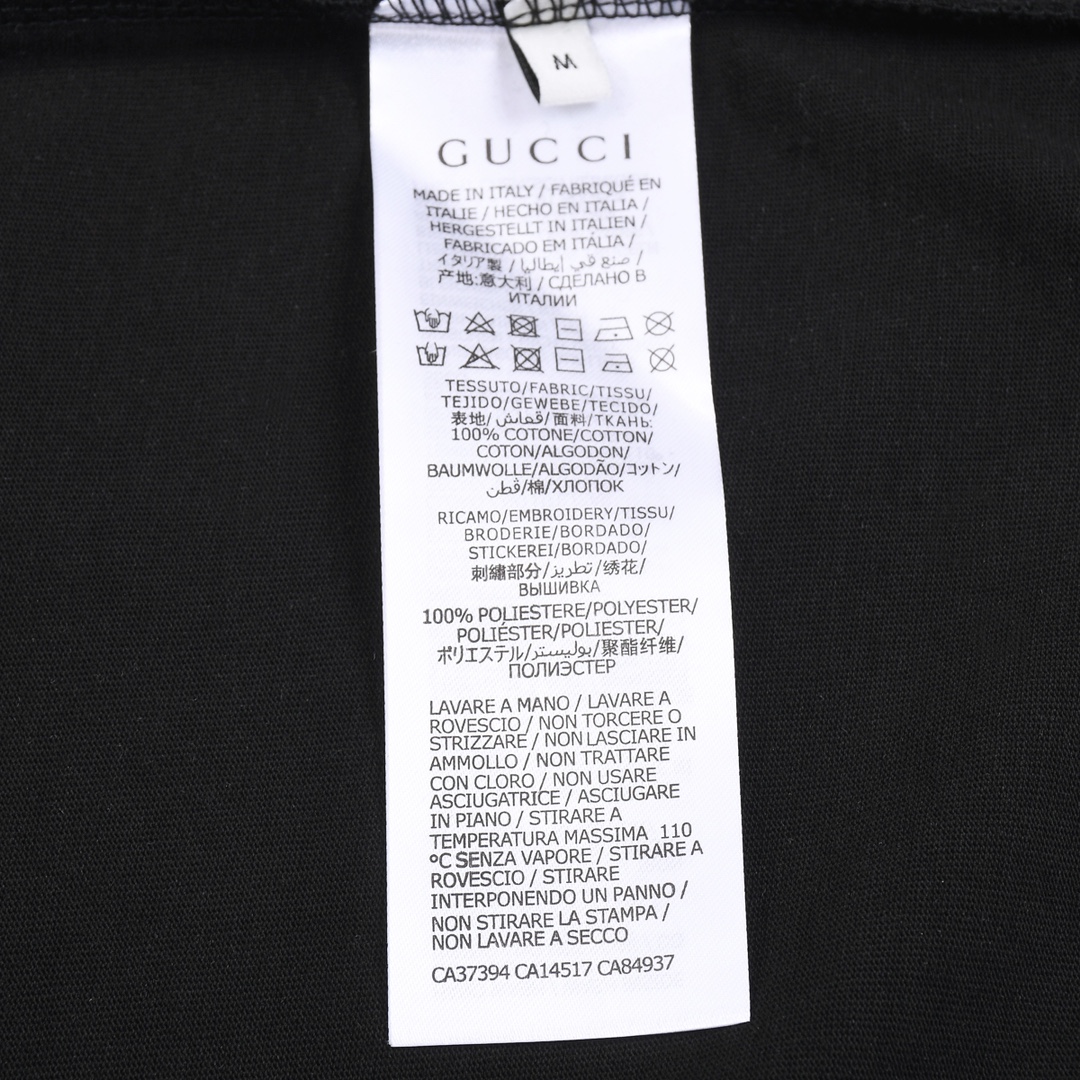 M
GUCCI
MADE IN ITALY / FABRIQUÉ EN
ITALIE / HECHO EN ITALIA /
HERGESTELLT IN ITALIEN /
FABRICADO EM ITÁLIA /
イタリア製 / صنع في إيطاليا /
产地:意大利 / СДЕЛАНО В
ИТАЛИИ
TESSUTO/FABRIC/TISSU/
TEJIDO/GEWEBE/TECIDO/
表地/قماش/面料/ТКАНЬ:
100% COTONE/COTTON/
COTON/ALGODON/
BAUMWOLLE/ALGODÃO/コットン/
قطن/棉/ХЛОПОК
RICAMO/EMBROIDERY/TISSU/
BRODERIE/BORDADO/
STICKEREI/BORDADO/
刺繡部分/تطريز/绣花/
ВЫШИВКА
100% POLIESTERE/POLYESTER/
POLIÉSTER/POLIESTER/
ポリエステル/بوليستر/聚酯纤维/
ПОЛИЭСТЕР
LAVARE A MANO / LAVARE A
ROVESCIO / NON TORCERE O
STRIZZARE / NON LASCIARE IN
AMMOLLO / NON TRATTARE
CON CLORO / NON USARE
ASCIUGATRICE / ASCIUGARE
IN PIANO / STIRARE A
TEMPERATURA MASSIMA 110
°C SENZA VAPORE / STIRARE A
ROVESCIO / STIRARE
INTERPONENDO UN PANNO /
NON STIRARE LA STAMPA /
NON LAVARE A SECCO
CA37394 CA14517 CA84937